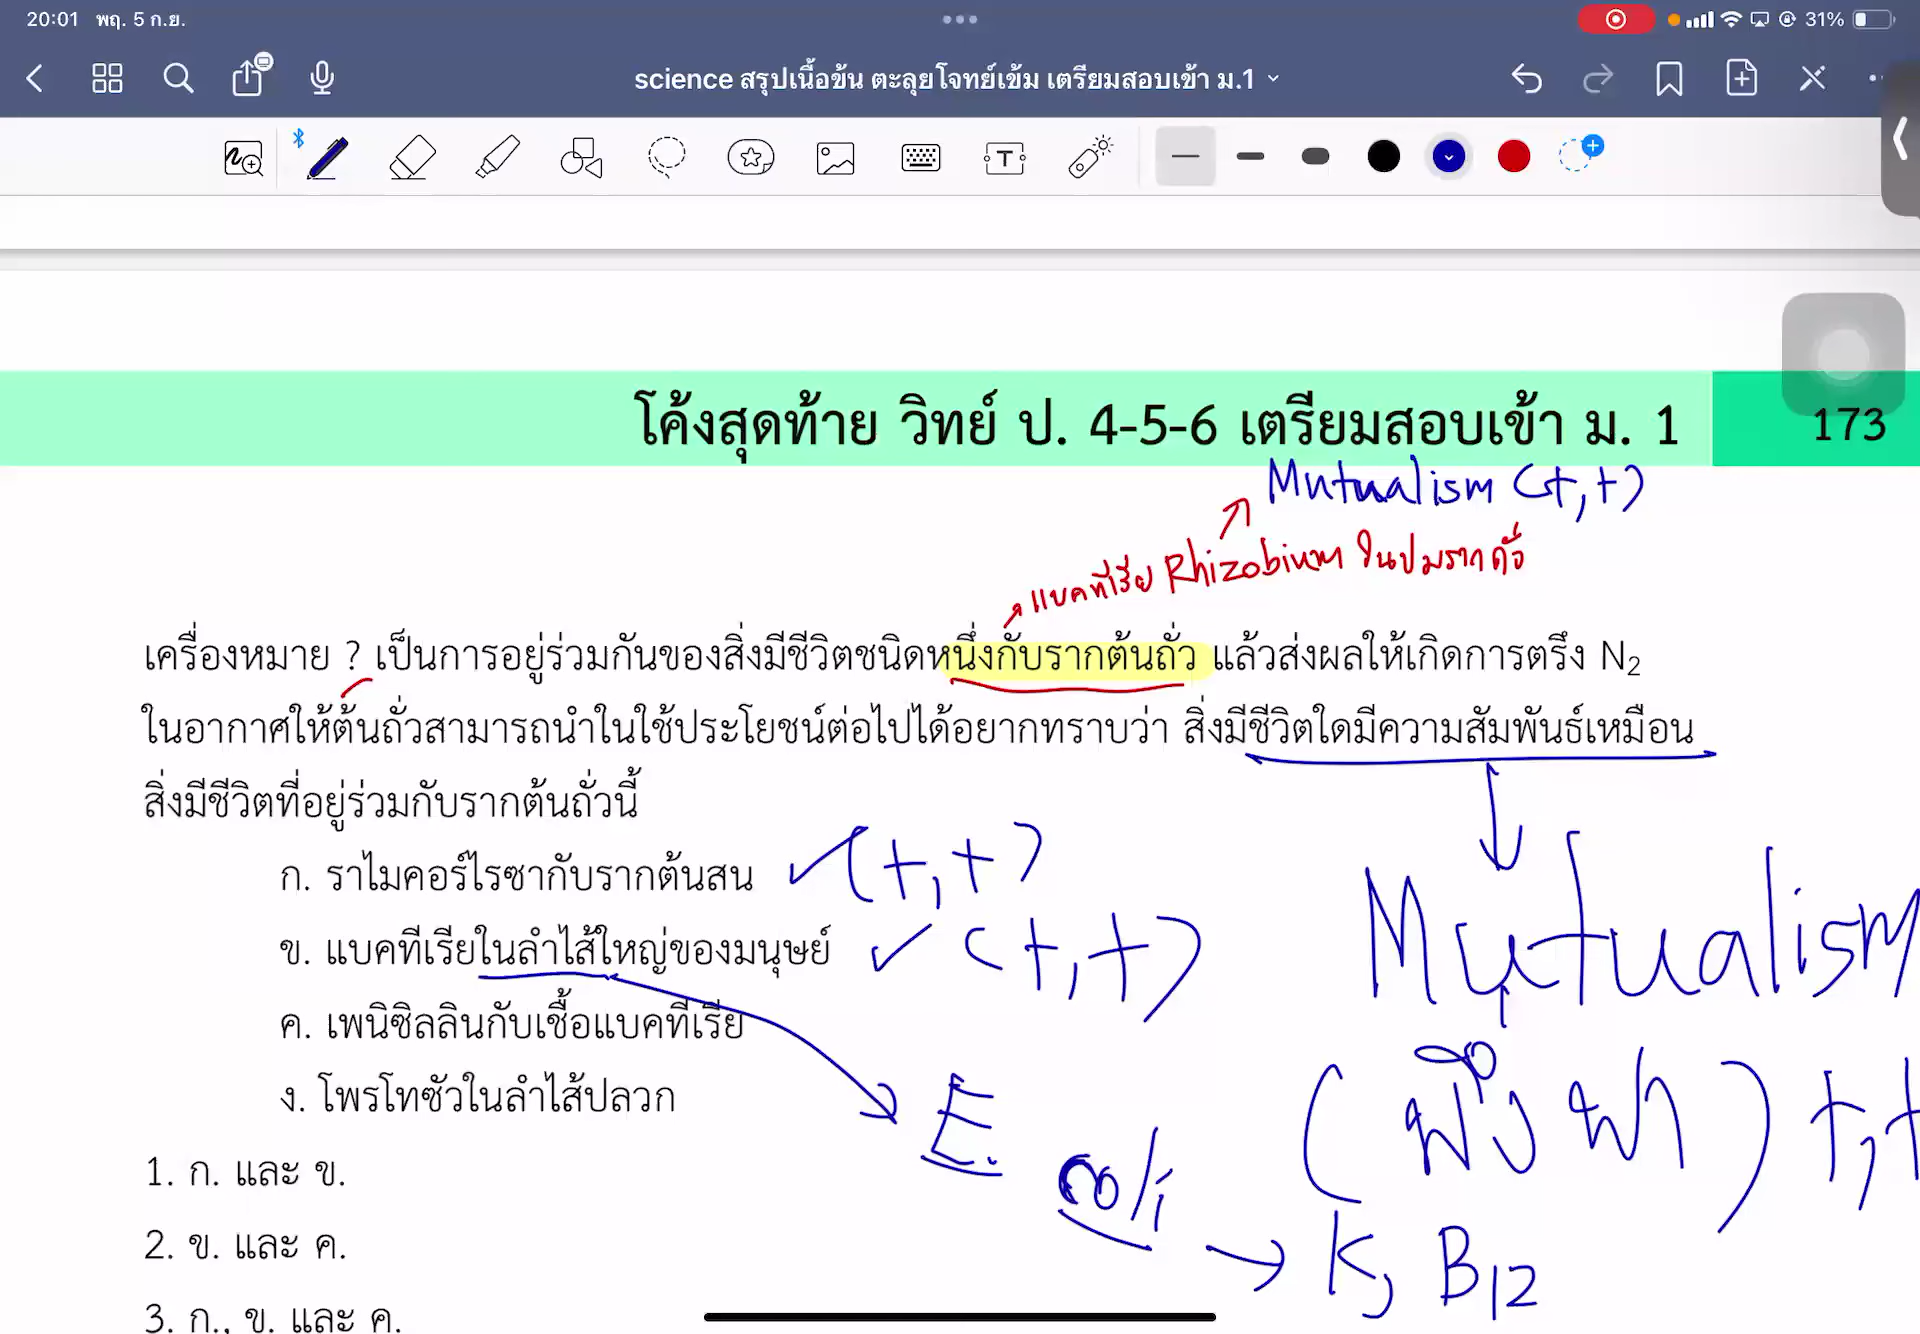 20:01 พฤ. 5 ก.ย.
31%
science สรุปเนื้อข้น ตะลุยโจทย์เข้ม เตรียมสอบเข้า ม.1
T
โค้งสุดท้าย วิทย์ ป. 4-5-6 เตรียมสอบเข้า ม. 1 173
Mutualism (+,+)
แบคทีเรีย Rhizobium ในปมรากถั่ว
เครื่องหมาย ? เป็นการอยู่ร่วมกันของสิ่งมีชีวิตชนิดหนึ่งกับรากต้นถั่ว แล้วส่งผลให้เกิดการตรึง N2
ในอากาศให้ต้นถั่วสามารถนำในใช้ประโยชน์ต่อไปได้อยากทราบว่า สิ่งมีชีวิตใดมีความสัมพันธ์เหมือน
สิ่งมีชีวิตที่อยู่ร่วมกับรากต้นถั่วนี้
ก. ราไมคอร์ไรซากับรากต้นสน (+,+)
Mutualism
ข. แบคทีเรียในลำไส้ใหญ่ของมนุษย์ (+,+)
ค. เพนิซิลลินกับเชื้อแบคทีเรีย
ง. โพรโทซัวในลำไส้ปลวก
(พึ่งพา) +,+
E. coli
K, B12
1. ก. และ ข.
2. ข. และ ค.
3. ก., ข. และ ค.